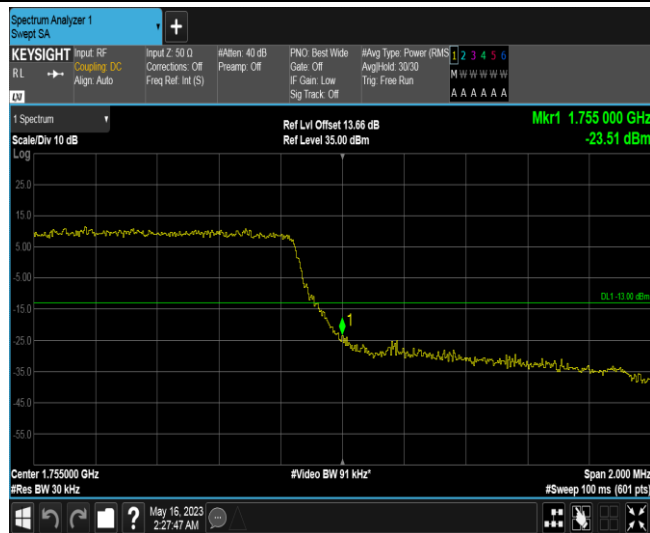 Spectrum Analyzer 1
Swept SA
KEYSIGHT
RL
Input: RF
Coupling: DC
Align: Auto
Input Z: 50 Ω
Corrections: Off
Freq Ref: Int (S)
#Atten: 40 dB
Preamp: Off
PNO: Best Wide
Gate: Off
IF Gain: Low
Sig Track: Off
#Avg Type: Power (RMS
Avg|Hold: 30/30
Trig: Free Run
1 2 3 4 5 6
M W W W W W
A A A A A A
1 Spectrum
Scale/Div 10 dB
Log
Ref Lvl Offset 13.66 dB
Ref Level 35.00 dBm
Mkr1 1.755 000 GHz
-23.51 dBm
25.0
15.0
5.00
-5.00
-15.0
-25.0
-35.0
-45.0
-55.0
DL1 -13.00 dBm
1
Center 1.755000 GHz
#Video BW 91 kHz*
Span 2.000 MHz
#Res BW 30 kHz
#Sweep 100 ms (601 pts)
May 16, 2023
2:27:47 AM